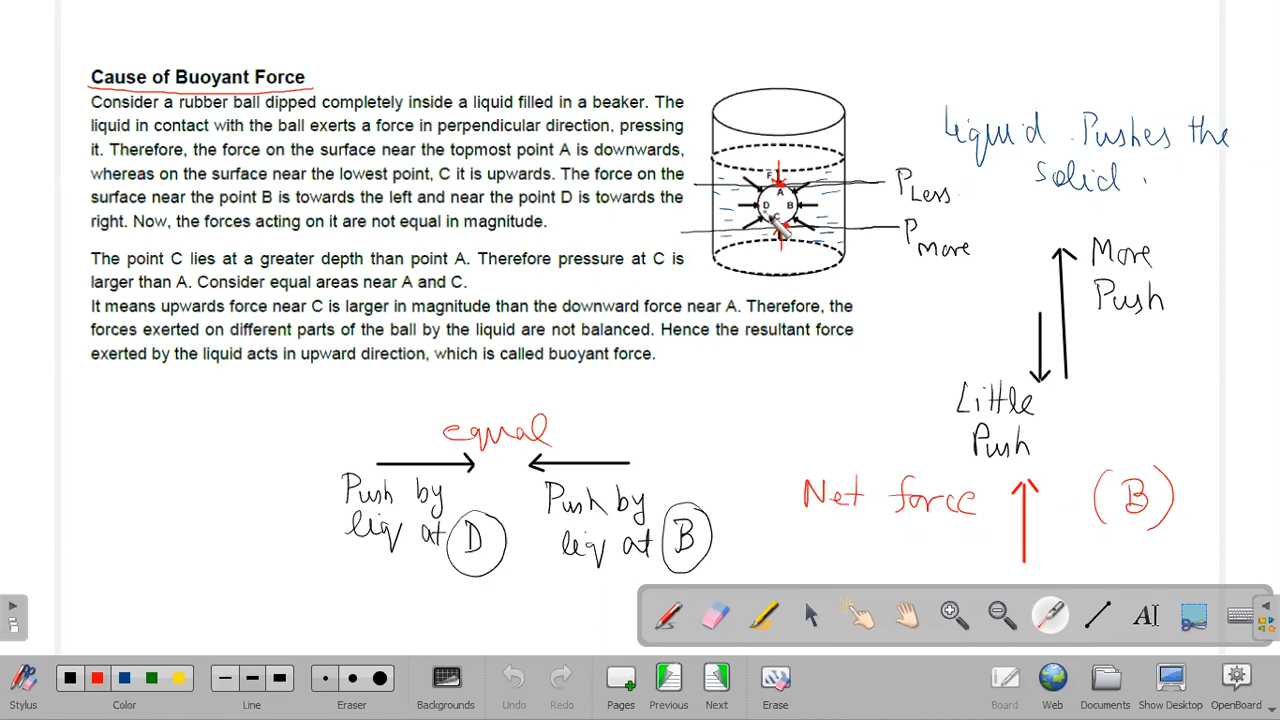 Cause of Buoyant Force
Consider a rubber ball dipped completely inside a liquid filled in a beaker. The
liquid in contact with the ball exerts a force in perpendicular direction, pressing
it. Therefore, the force on the surface near the topmost point A is downwards,
whereas on the surface near the lowest point, C it is upwards. The force on the
surface near the point B is towards the left and near the point D is towards the
right. Now, the forces acting on it are not equal in magnitude.
The point C lies at a greater depth than point A. Therefore pressure at C is
larger than A. Consider equal areas near A and C.
It means upwards force near C is larger in magnitude than the downward force near A. Therefore, the
forces exerted on different parts of the ball by the liquid are not balanced. Hence the resultant force
exerted by the liquid acts in upward direction, which is called buoyant force.
F
A
D B
C
Liquid Pushes the
solid.
P Less
P more
More
Push
Little
Push
equal
Push by
liq at D
Push by
liq at B
Net force (B)
AI
Stylus
Color
Line
Eraser
Backgrounds
Undo
Redo
Pages
Previous
Next
Erase
Board
Web
Documents
Show Desktop
OpenBoard